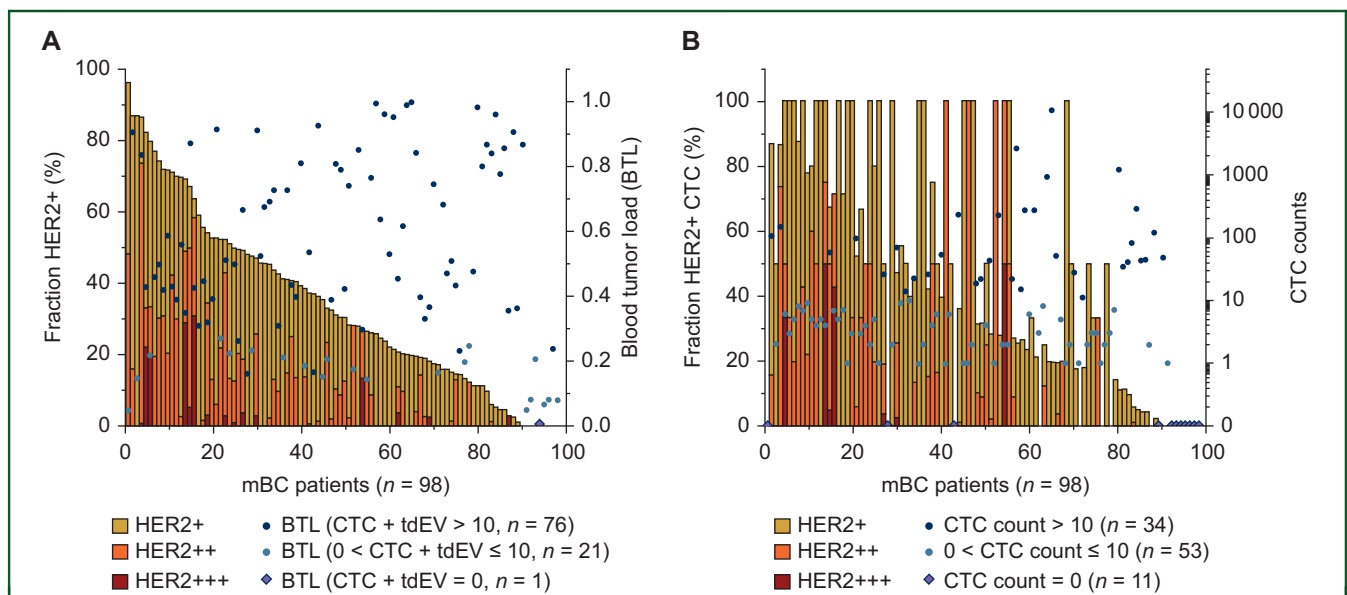 A
B
100
80
60
40
20
0
Fraction HER2+ (%)
1.0
0.8
0.6
0.4
0.2
0.0
Blood tumor load (BTL)
0 20 40 60 80 100
mBC patients (n = 98)
HER2+
HER2++
HER2+++
BTL (CTC + tdEV > 10, n = 76)
BTL (0 < CTC + tdEV ≤ 10, n = 21)
BTL (CTC + tdEV = 0, n = 1)
100
80
60
40
20
0
Fraction HER2+ CTC (%)
10 000
1000
100
10
1
0
CTC counts
0 20 40 60 80 100
mBC patients (n = 98)
HER2+
HER2++
HER2+++
CTC count > 10 (n = 34)
0 < CTC count ≤ 10 (n = 53)
CTC count = 0 (n = 11)